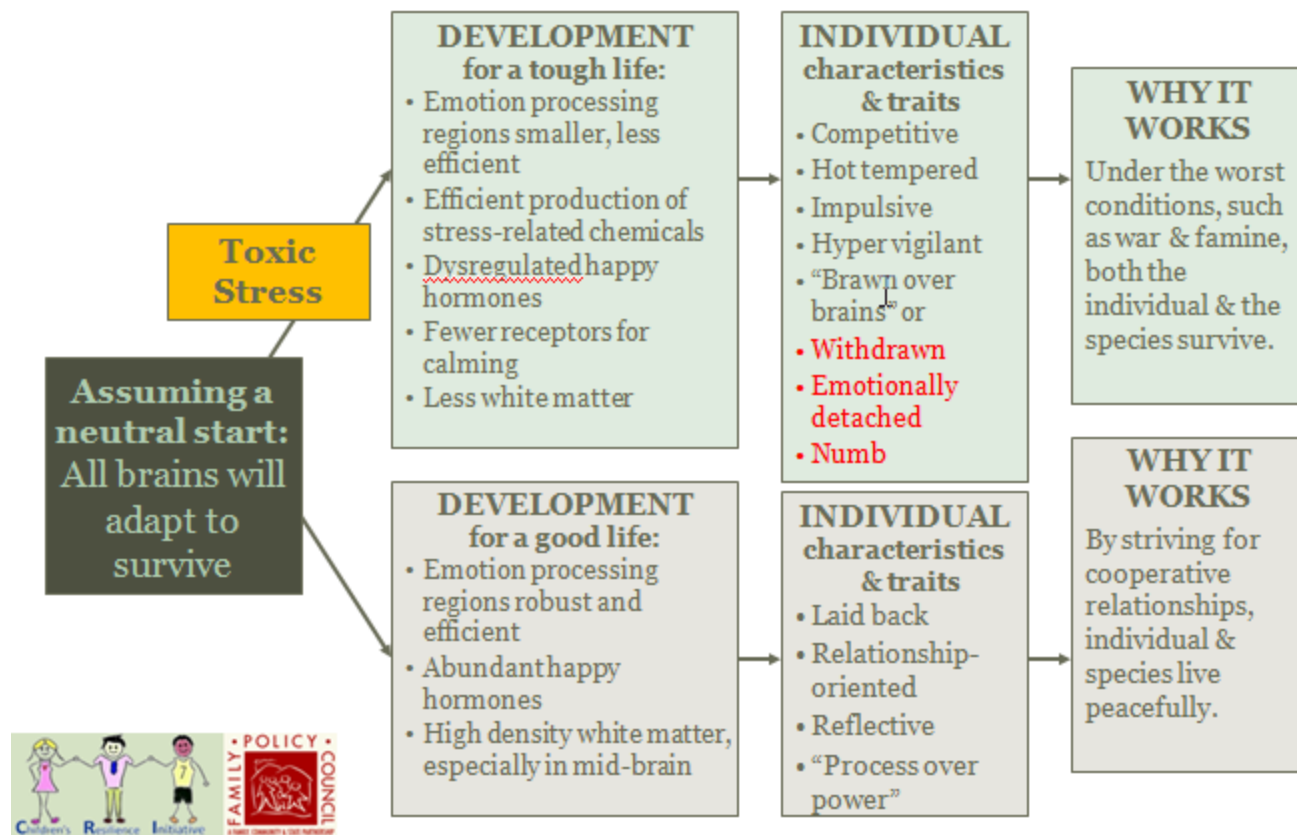 Toxic
Stress
Assuming a
neutral start:
All brains will
adapt to
survive
DEVELOPMENT
for a tough life:
• Emotion processing
regions smaller, less
efficient
• Efficient production of
stress-related chemicals
• Dysregulated happy
hormones
• Fewer receptors for
calming
• Less white matter
INDIVIDUAL
characteristics
& traits
• Competitive
• Hot tempered
• Impulsive
• Hyper vigilant
• “Brawn over
brains” or
• Withdrawn
• Emotionally
detached
• Numb
WHY IT
WORKS
Under the worst
conditions, such
as war & famine,
both the
individual & the
species survive.
DEVELOPMENT
for a good life:
• Emotion processing
regions robust and
efficient
• Abundant happy
hormones
• High density white matter,
especially in mid-brain
INDIVIDUAL
characteristics
& traits
• Laid back
• Relationship-
oriented
• Reflective
• “Process over
power”
WHY IT
WORKS
By striving for
cooperative
relationships,
individual &
species live
peacefully.
Children's Resilience Initiative
FAMILY • POLICY • COUNCIL
A FAMILY COMMUNITY & STATE PARTNERSHIP